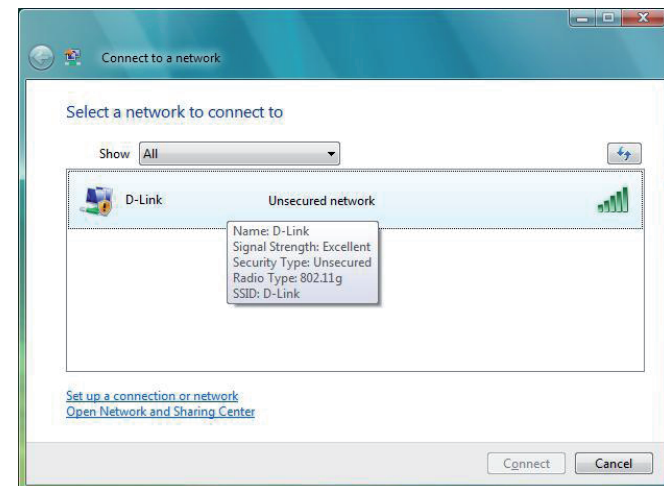 Connect to a network
Select a network to connect to
Show All
D-Link Unsecured network
Name: D-Link
Signal Strength: Excellent
Security Type: Unsecured
Radio Type: 802.11g
SSID: D-Link
Set up a connection or network
Open Network and Sharing Center
Connect Cancel